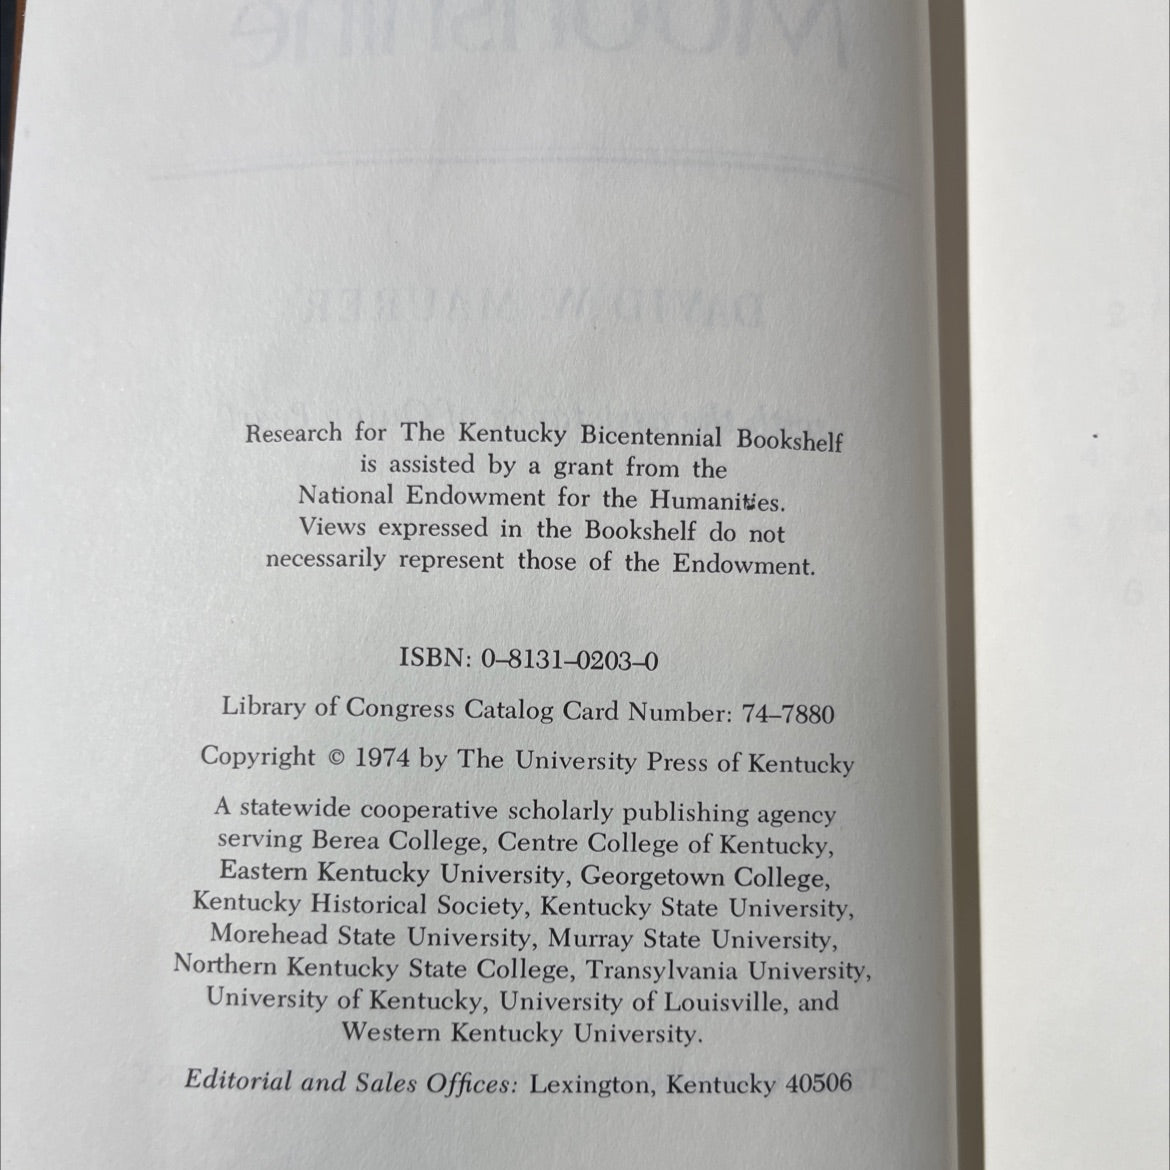 Moonshine
DAVID W. MAURER
Research for The Kentucky Bicentennial Bookshelf
is assisted by a grant from the
National Endowment for the Humanities.
Views expressed in the Bookshelf do not
necessarily represent those of the Endowment.
ISBN: 0–8131–0203–0
Library of Congress Catalog Card Number: 74–7880
Copyright © 1974 by The University Press of Kentucky
A statewide cooperative scholarly publishing agency
serving Berea College, Centre College of Kentucky,
Eastern Kentucky University, Georgetown College,
Kentucky Historical Society, Kentucky State University,
Morehead State University, Murray State University,
Northern Kentucky State College, Transylvania University,
University of Kentucky, University of Louisville, and
Western Kentucky University.
Editorial and Sales Offices: Lexington, Kentucky 40506